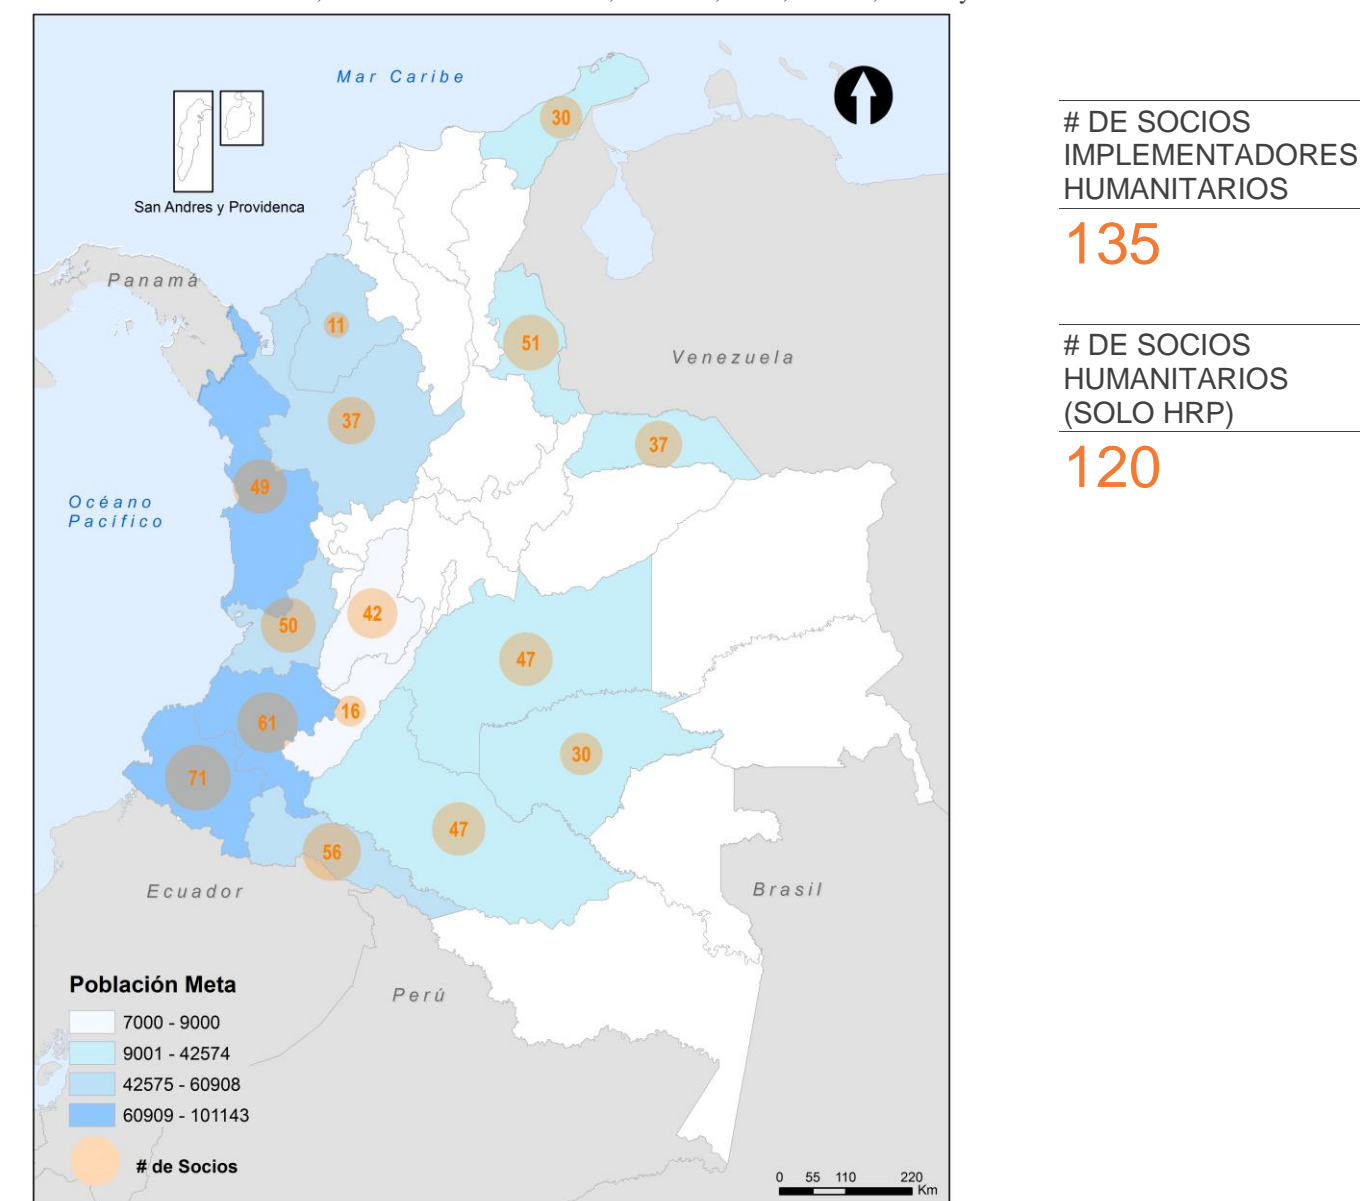 Mar Caribe
San Andres y Providenca
Panamá
Venezuela
Océano
Pacífico
30
11
51
37
37
49
42
50
47
16
61
30
71
47
56
Ecuador
Brasil
Perú
Población Meta
7000 - 9000
9001 - 42574
42575 - 60908
60909 - 101143
# de Socios
0 55 110 220
Km
# DE SOCIOS
IMPLEMENTADORES
HUMANITARIOS
135
# DE SOCIOS
HUMANITARIOS
(SOLO HRP)
120